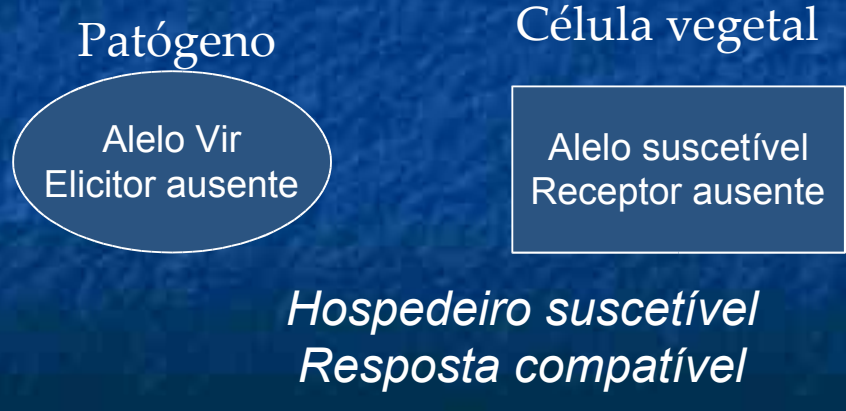 Patógeno
Célula vegetal
Alelo Vir
Elicitor ausente
Alelo suscetível
Receptor ausente
Hospedeiro suscetível
Resposta compatível